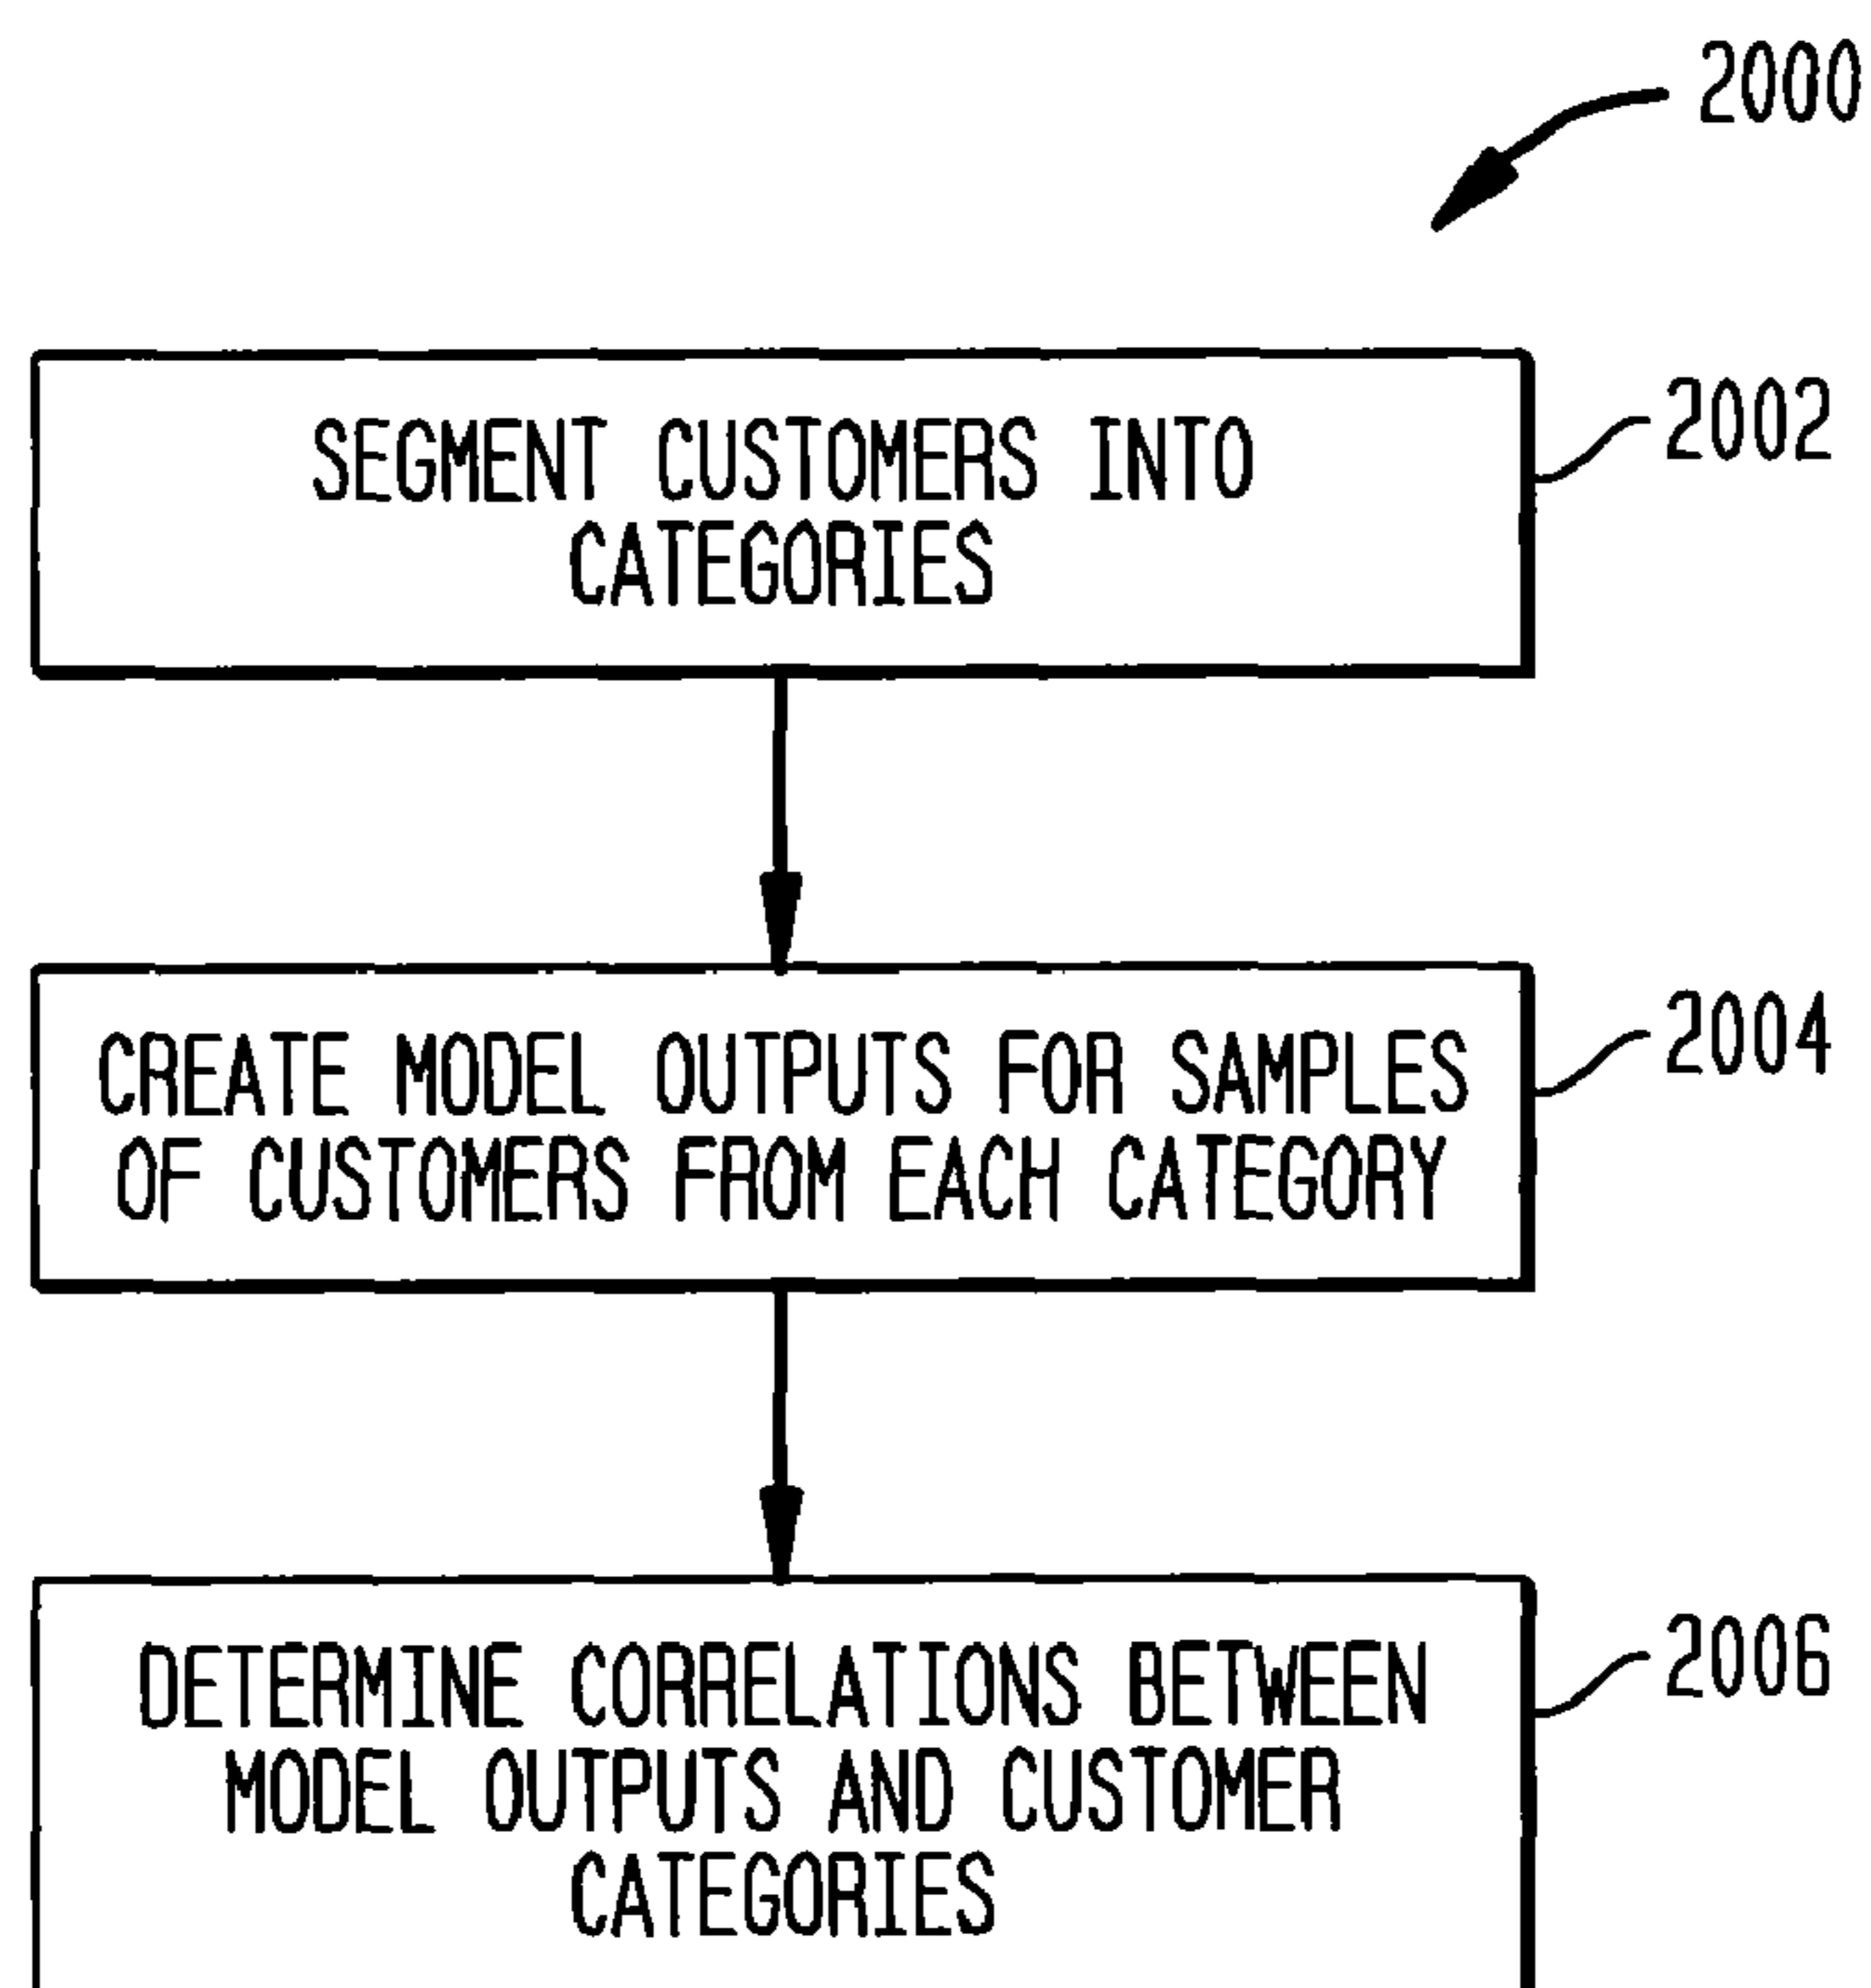 2000
SEGMENT CUSTOMERS INTO
CATEGORIES
2002
CREATE MODEL OUTPUTS FOR SAMPLES
OF CUSTOMERS FROM EACH CATEGORY
2004
DETERMINE CORRELATIONS BETWEEN
MODEL OUTPUTS AND CUSTOMER
CATEGORIES
2006